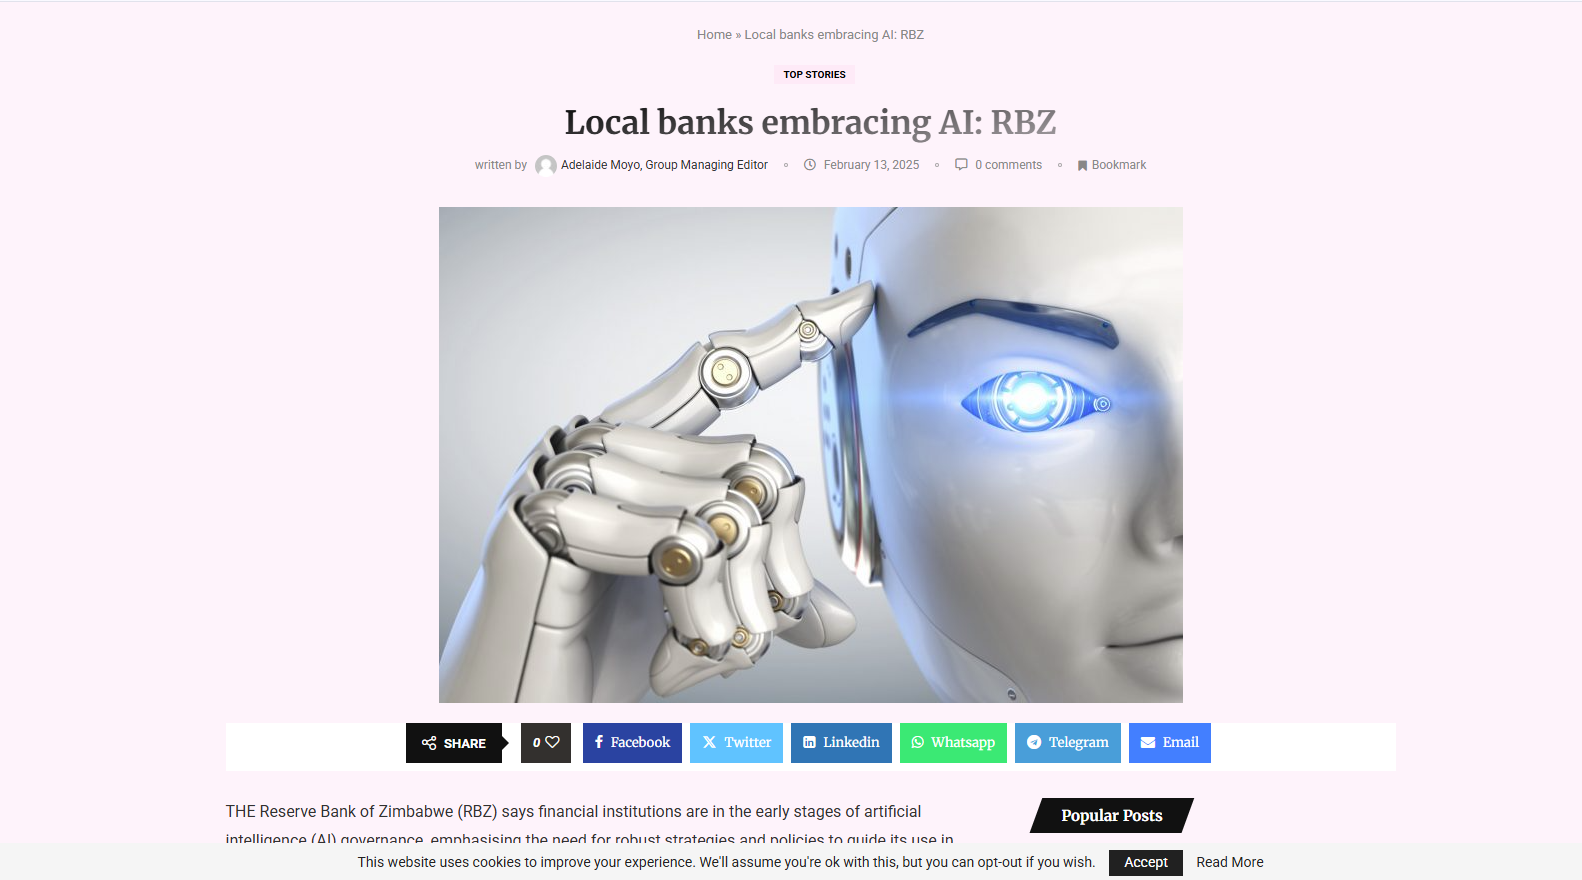 Home » Local banks embracing AI: RBZ
TOP STORIES
Local banks embracing AI: RBZ
written by Adelaide Moyo, Group Managing Editor February 13, 2025 0 comments Bookmark
SHARE 0 Facebook Twitter Linkedin Whatsapp Telegram Email
THE Reserve Bank of Zimbabwe (RBZ) says financial institutions are in the early stages of artificial
intelligence (AI) governance, emphasising the need for robust strategies and policies to guide its use in
Popular Posts
This website uses cookies to improve your experience. We'll assume you're ok with this, but you can opt-out if you wish. Accept Read More